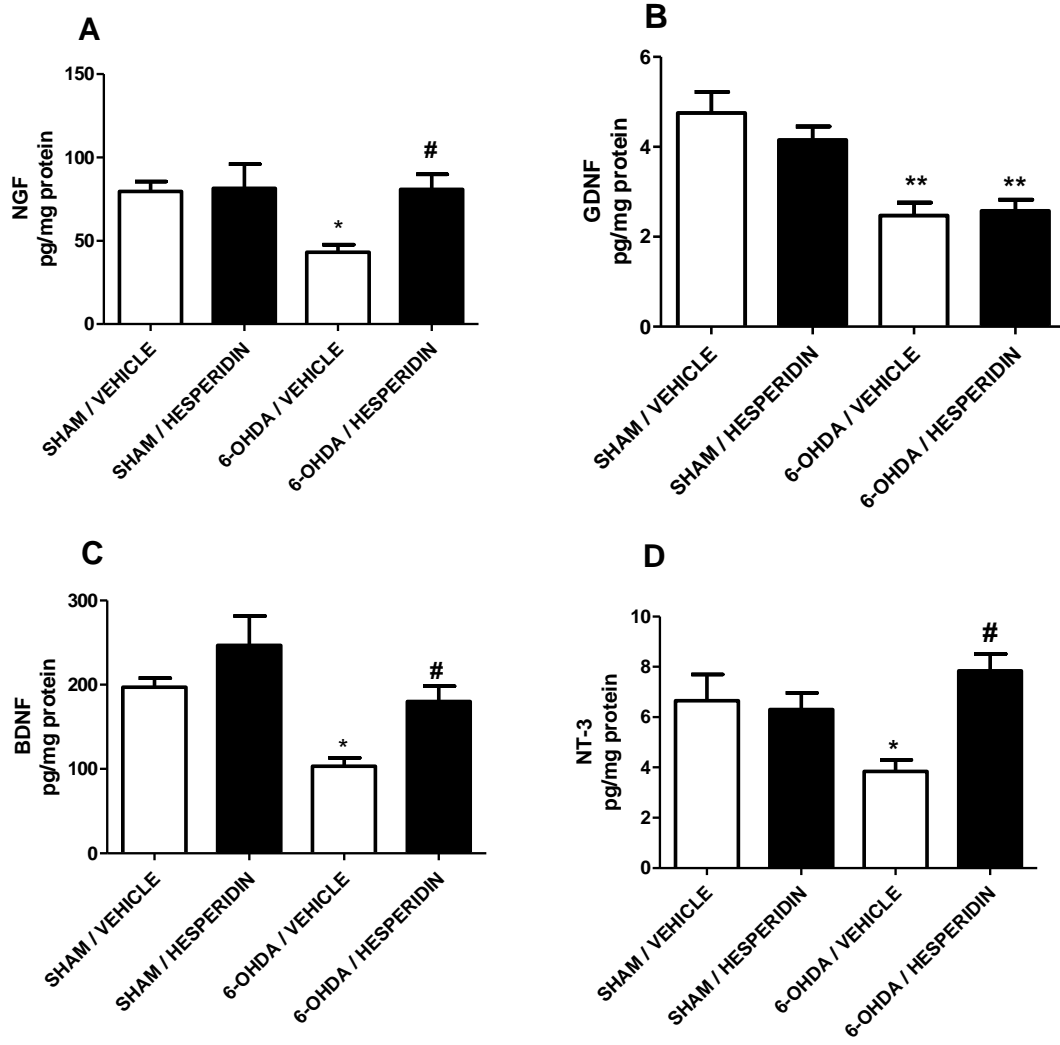 A
NGF
pg/mg protein
150
100
50
0
*
#
SHAM / VEHICLE
SHAM / HESPERIDIN
6-OHDA / VEHICLE
6-OHDA / HESPERIDIN
B
GDNF
pg/mg protein
6
4
2
0
**
**
SHAM / VEHICLE
SHAM / HESPERIDIN
6-OHDA / VEHICLE
6-OHDA / HESPERIDIN
C
BDNF
pg/mg protein
300
200
100
0
*
#
SHAM / VEHICLE
SHAM / HESPERIDIN
6-OHDA / VEHICLE
6-OHDA / HESPERIDIN
D
NT-3
pg/mg protein
10
8
6
4
2
0
*
#
SHAM / VEHICLE
SHAM / HESPERIDIN
6-OHDA / VEHICLE
6-OHDA / HESPERIDIN